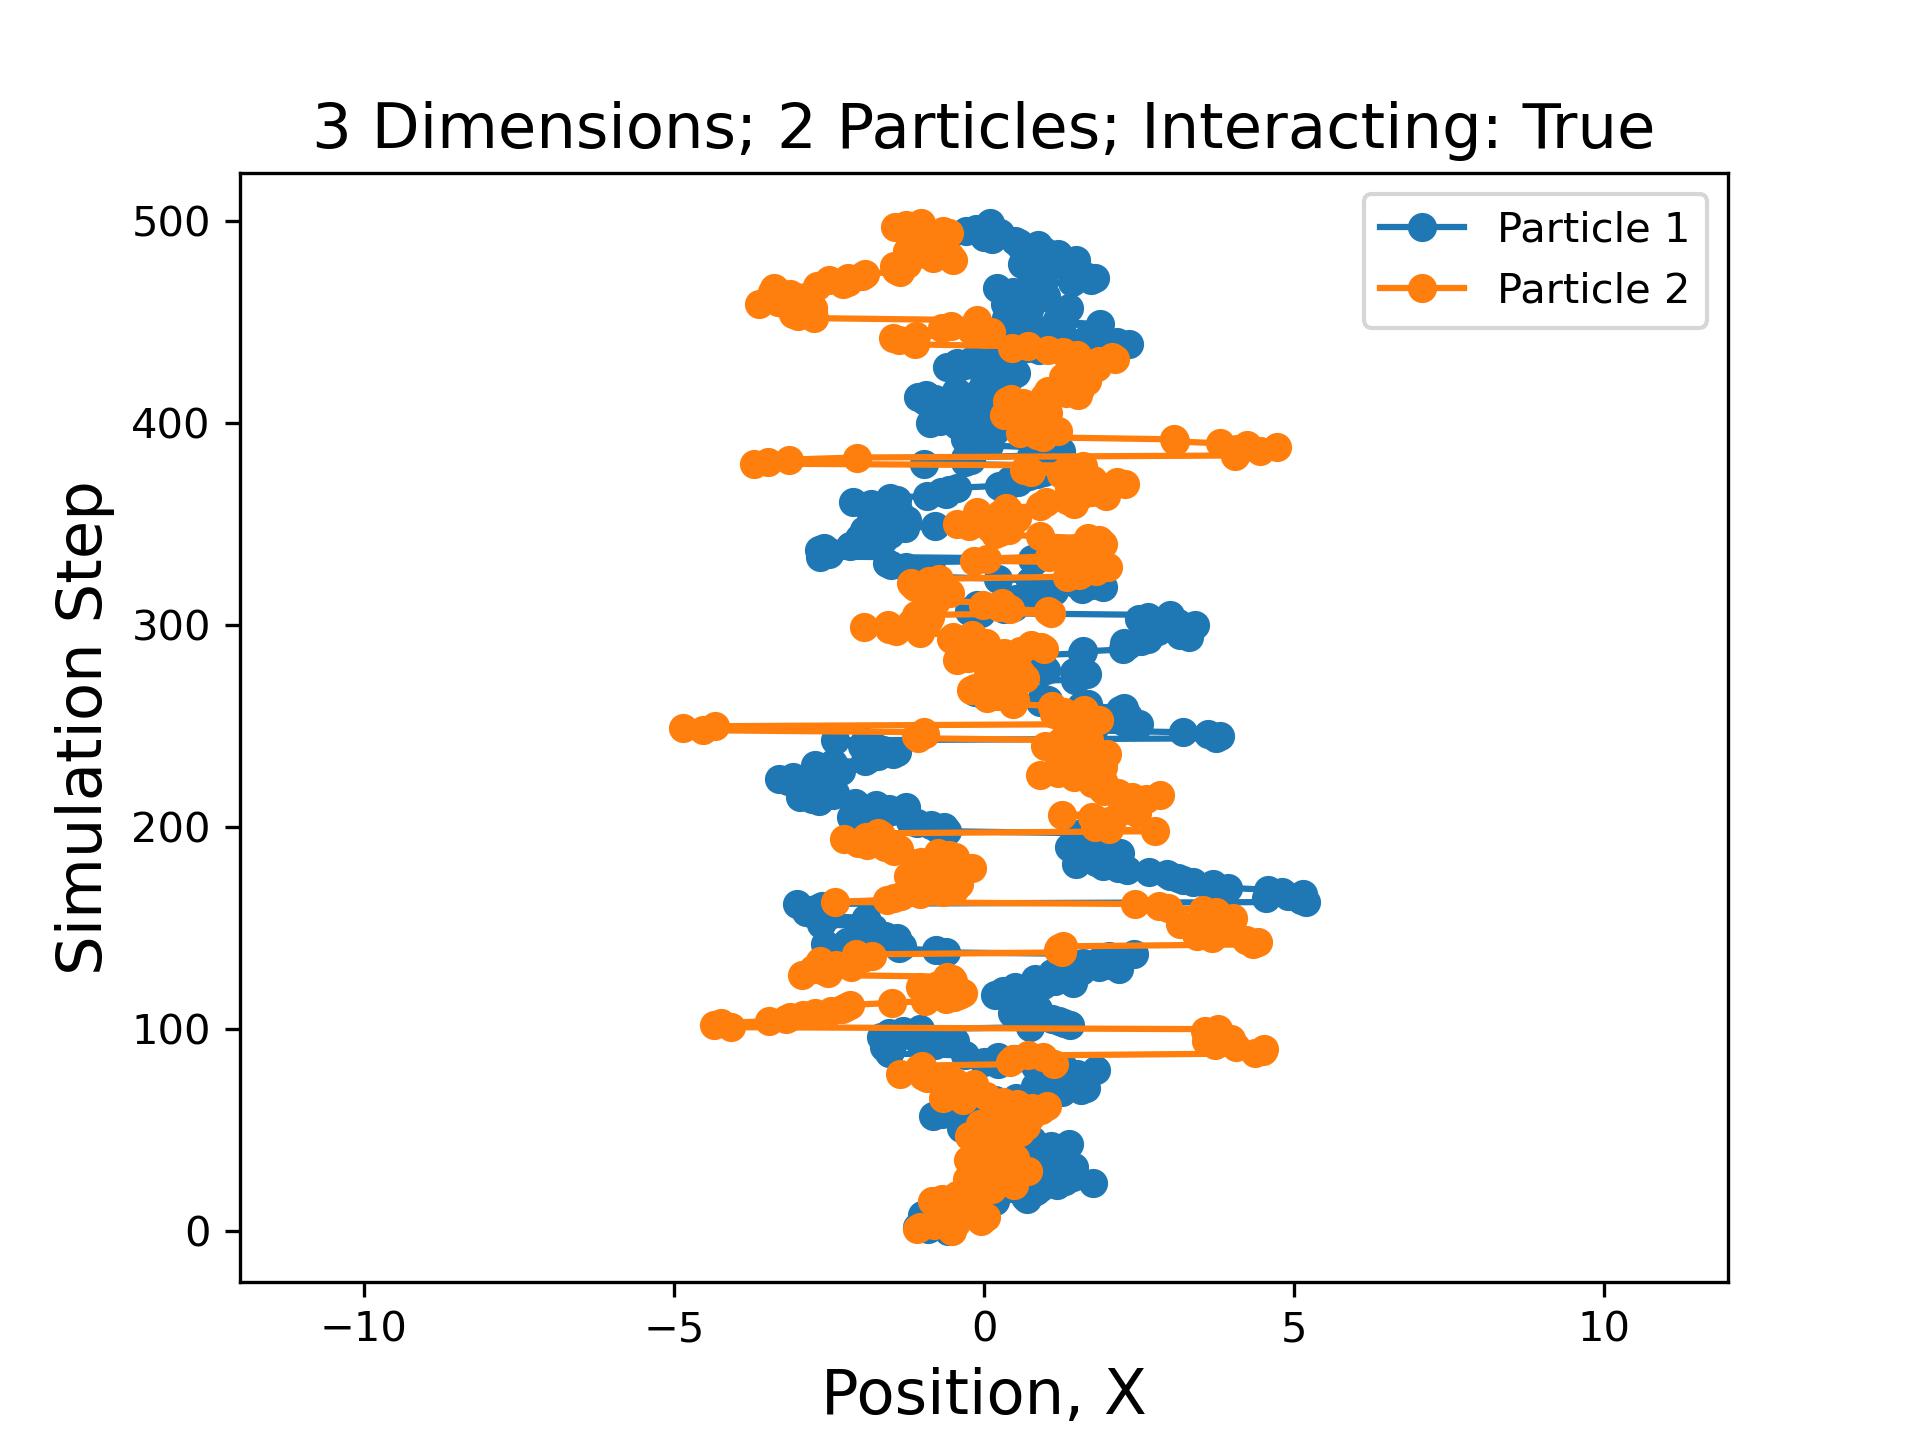 3 Dimensions; 2 Particles; Interacting: True
Particle 1
Particle 2
Simulation Step
500
400
300
200
100
0
−10
−5
0
5
10
Position, X